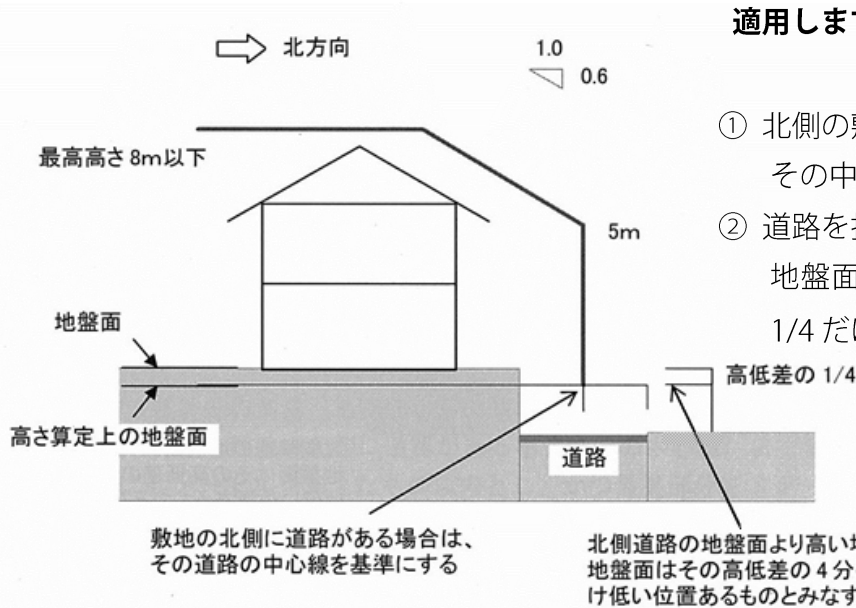 適用しま
北方向
1.0
0.6
最高高さ8m以下
① 北側の
その中
② 道路を
地盤面
1/4 だ
5m
地盤面
高さ算定上の地盤面
高低差の 1/4
道路
敷地の北側に道路がある場合は、
その道路の中心線を基準にする
北側道路の地盤面より高い
地盤面はその高低差の4分
け低い位置あるものとみなす